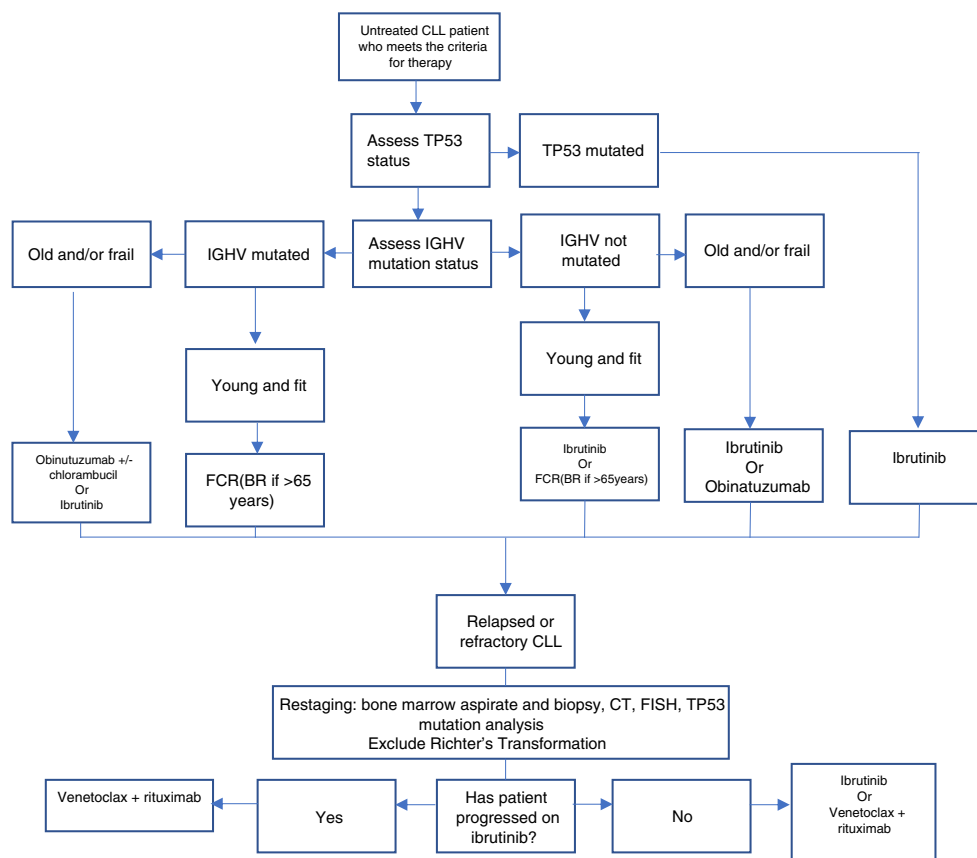 Untreated CLL patient
who meets the criteria
for therapy
Assess TP53
status
TP53 mutated
Old and/or frail
IGHV mutated
Assess IGHV
mutation status
IGHV not
mutated
Old and/or frail
Young and fit
Young and fit
Obinutuzumab +/-
chlorambucil
Or
Ibrutinib
FCR(BR if >65
years)
Ibrutinib
Or
FCR(BR if >65years)
Ibrutinib
Or
Obinatuzumab
Ibrutinib
Relapsed or
refractory CLL
Restaging: bone marrow aspirate and biopsy, CT, FISH, TP53
mutation analysis
Exclude Richter's Transformation
Venetoclax + rituximab
Yes
Has patient
progressed on
ibrutinib?
No
Ibrutinib
Or
Venetoclax +
rituximab